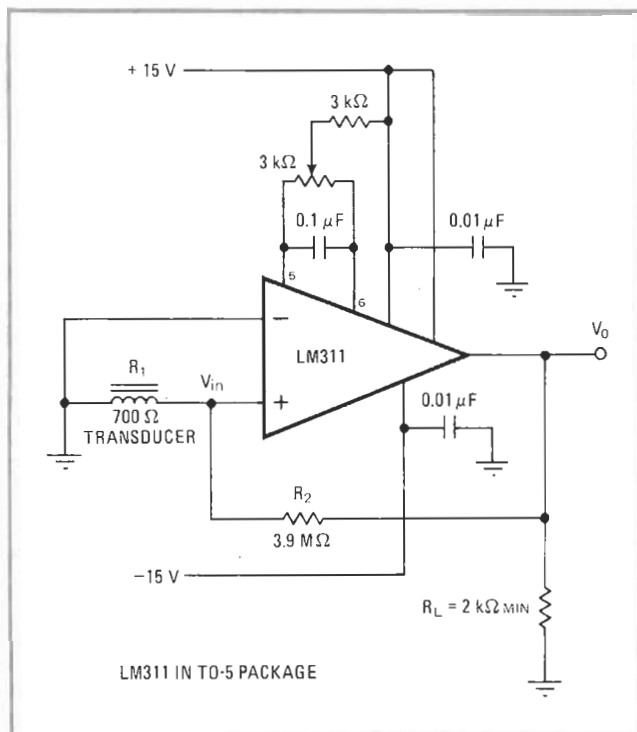 + 15 V
3 kΩ
3 kΩ
0.1 μF
0.01 μF
5
6
−
LM311
V₀
R₁
Vin
+
700 Ω
TRANSDUCER
0.01 μF
R₂
3.9 MΩ
−15 V
RL = 2 kΩ MIN
LM311 IN TO-5 PACKAGE